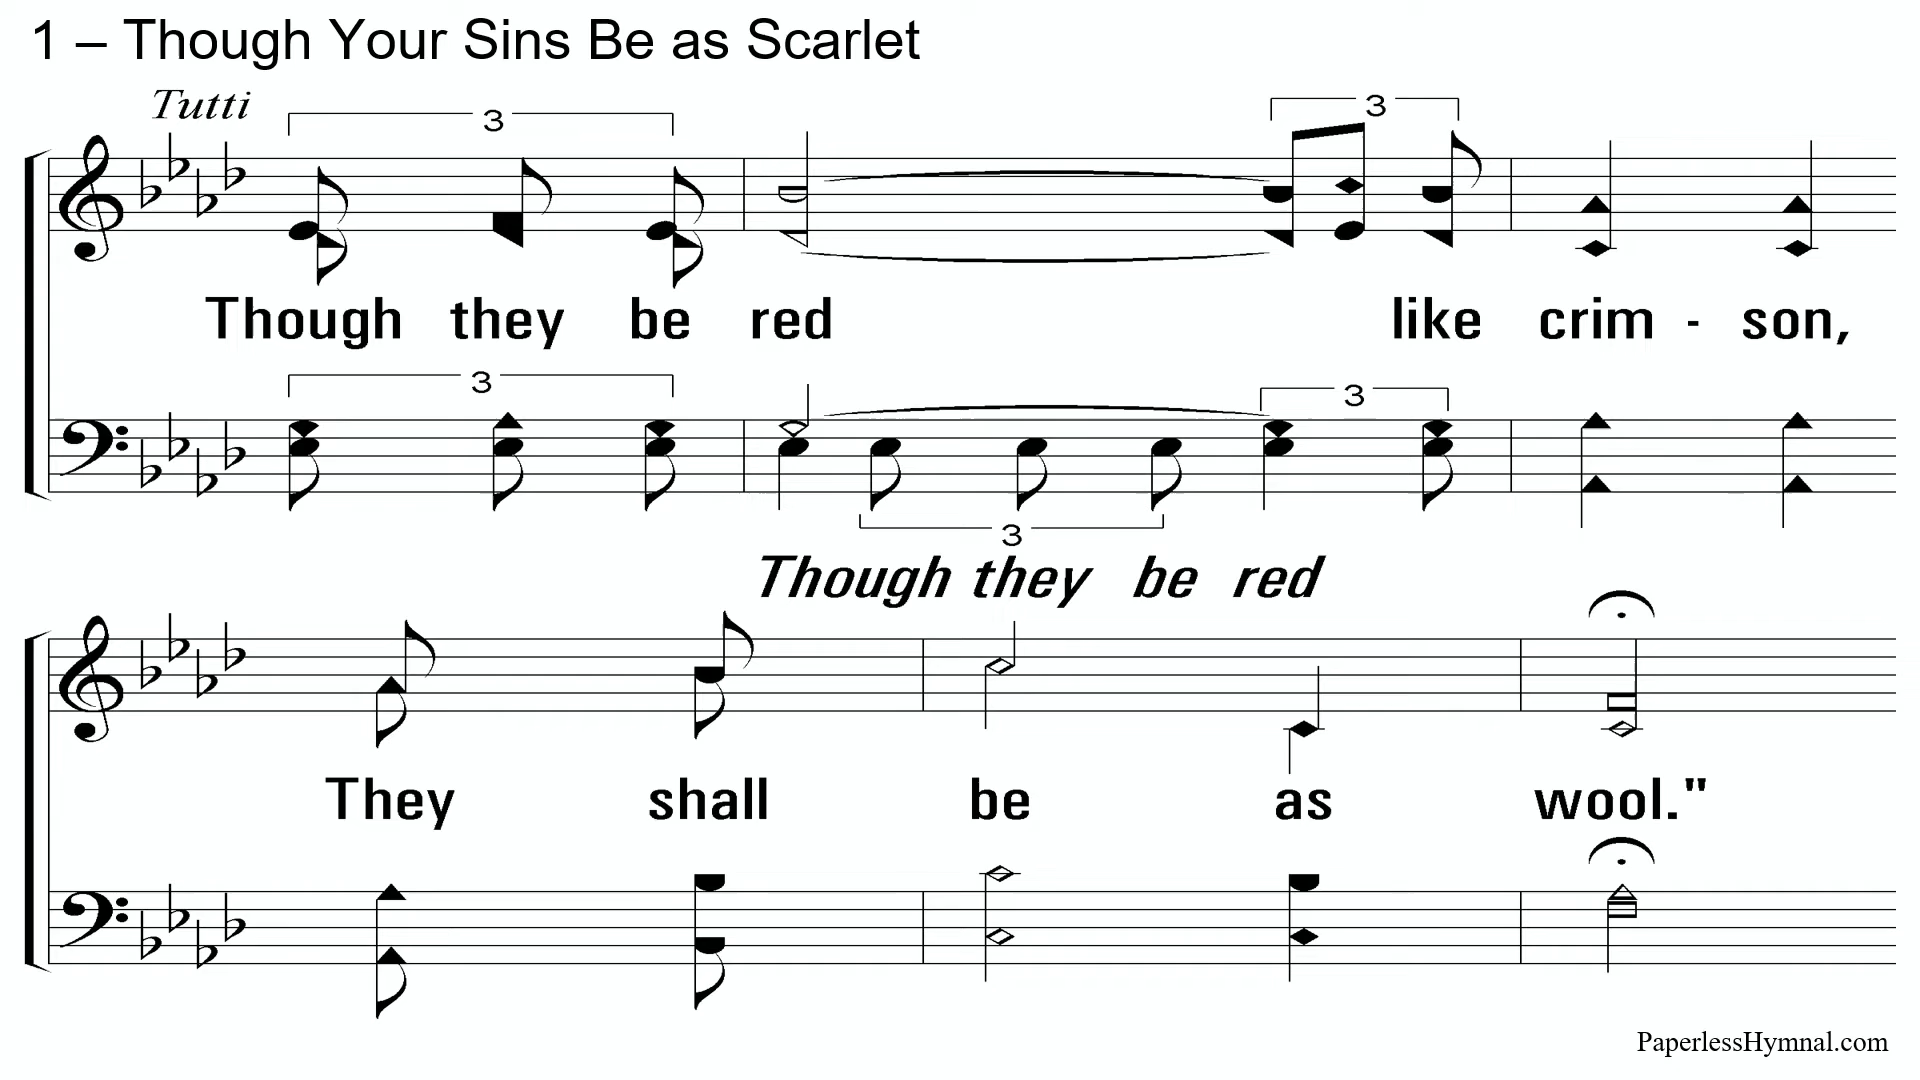 1 – Though Your Sins Be as Scarlet
Tutti
3 3
Though they be red like crim - son,
3 3
3
Though they be red
They shall be as wool."
PaperlessHymnal.com